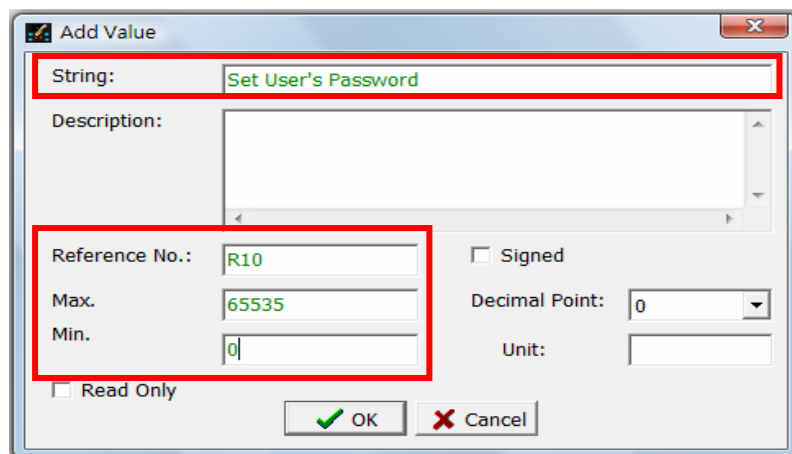 Add Value
String: Set User's Password
Description:
Reference No.: R10 Signed
Max. 65535 Decimal Point: 0
Min. 0 Unit:
Read Only
OK Cancel